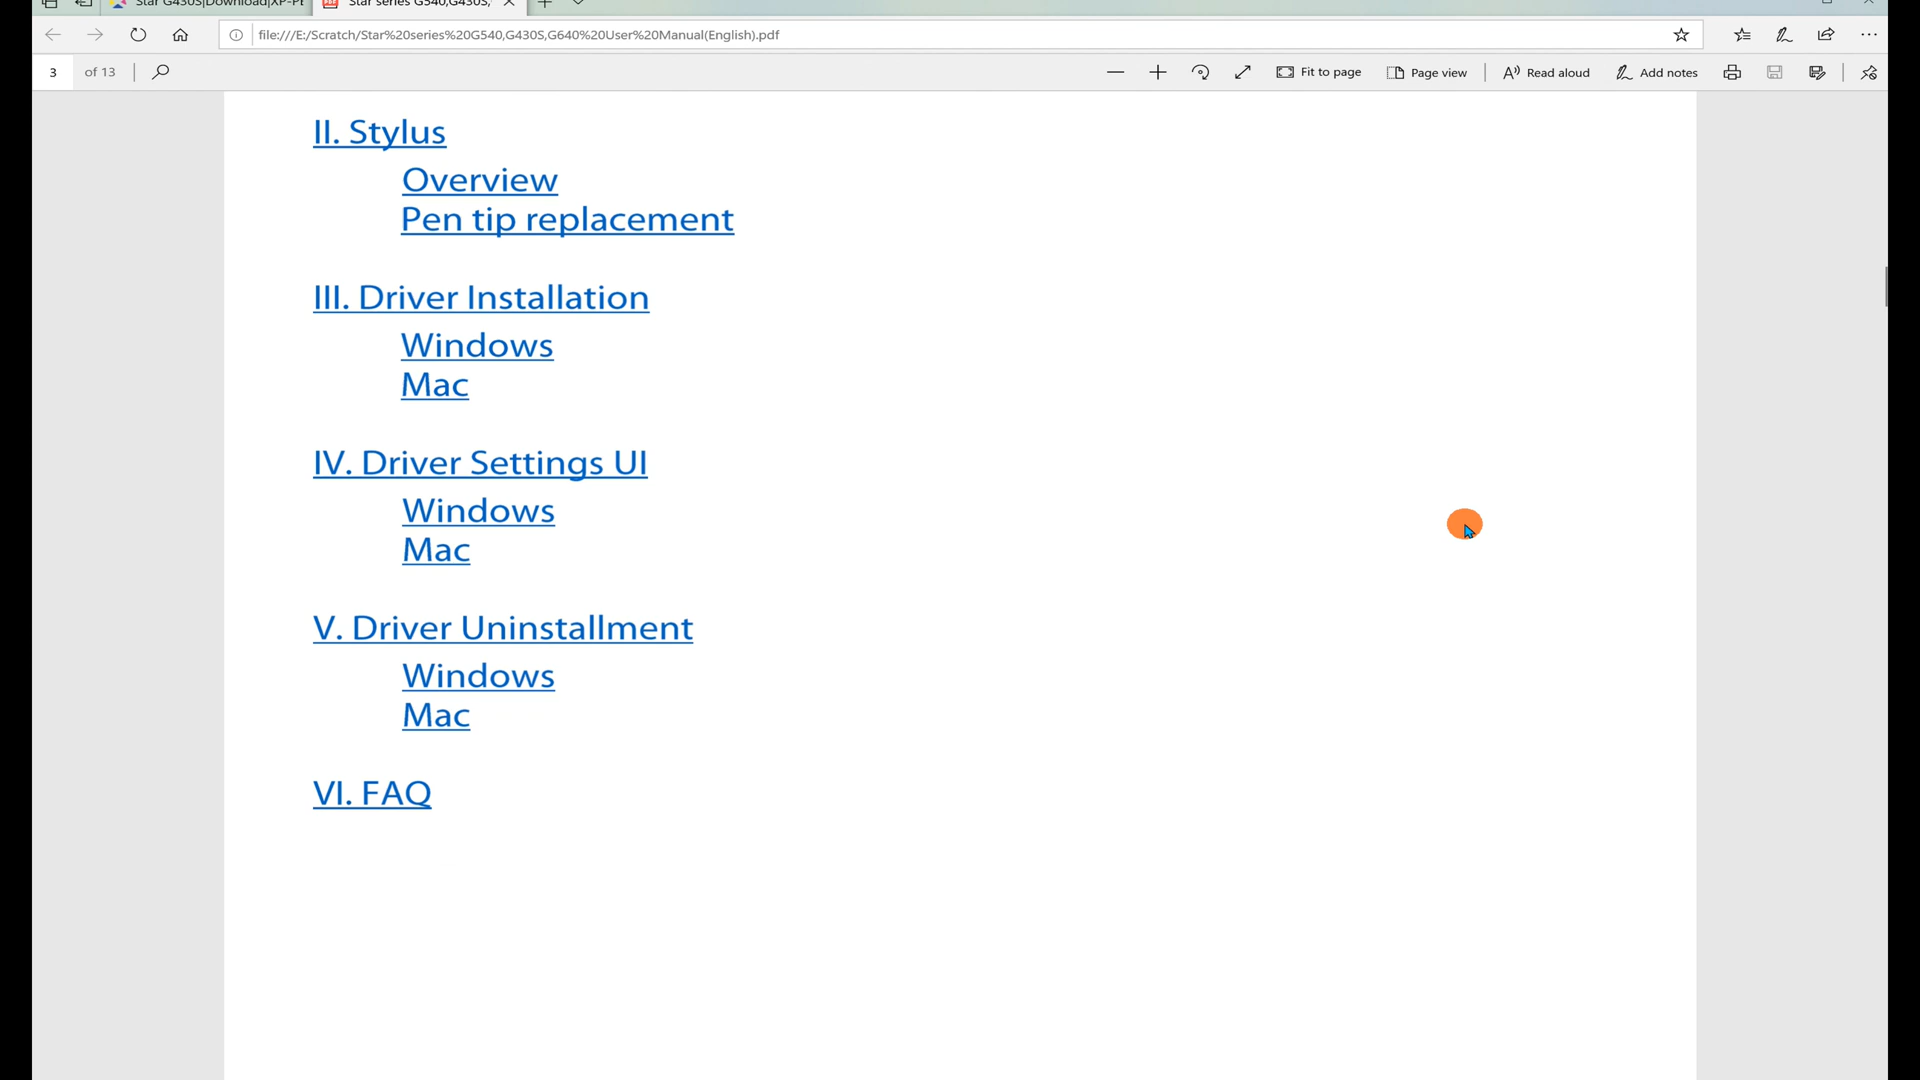 Star G430S|Download|XP-PE
Star series G540,G430S,
file:///E:/Scratch/Star%20series%20G540,G430S,G640%20User%20Manual(English).pdf
3 of 13
Fit to page
Page view
Read aloud
Add notes
II. Stylus
Overview
Pen tip replacement
III. Driver Installation
Windows
Mac
IV. Driver Settings UI
Windows
Mac
V. Driver Uninstallment
Windows
Mac
VI. FAQ